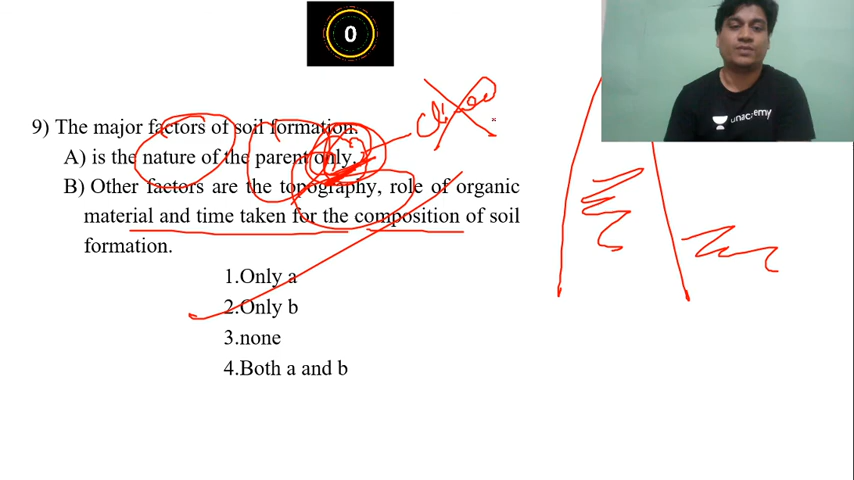 0
unacademy
9) The major factors of soil formation.
A) is the nature of the parent only.
B) Other factors are the topography, role of organic
material and time taken for the composition of soil
formation.
1.Only a
2.Only b
3.none
4.Both a and b